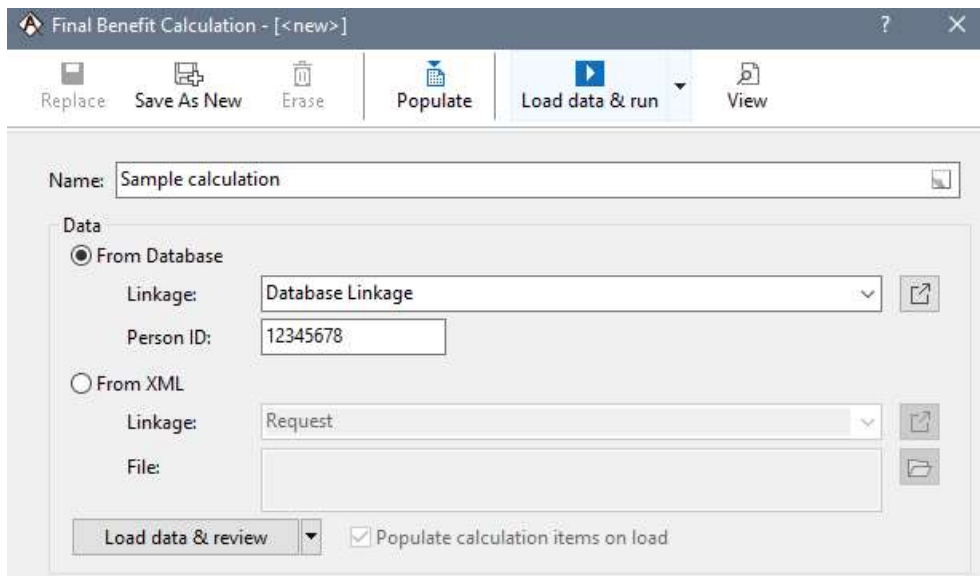 Final Benefit Calculation - [<new>]
?
Replace Save As New Erase Populate Load data & run View
Name: Sample calculation
Data
From Database
Linkage: Database Linkage
Person ID: 12345678
From XML
Linkage: Request
File:
Load data & review Populate calculation items on load